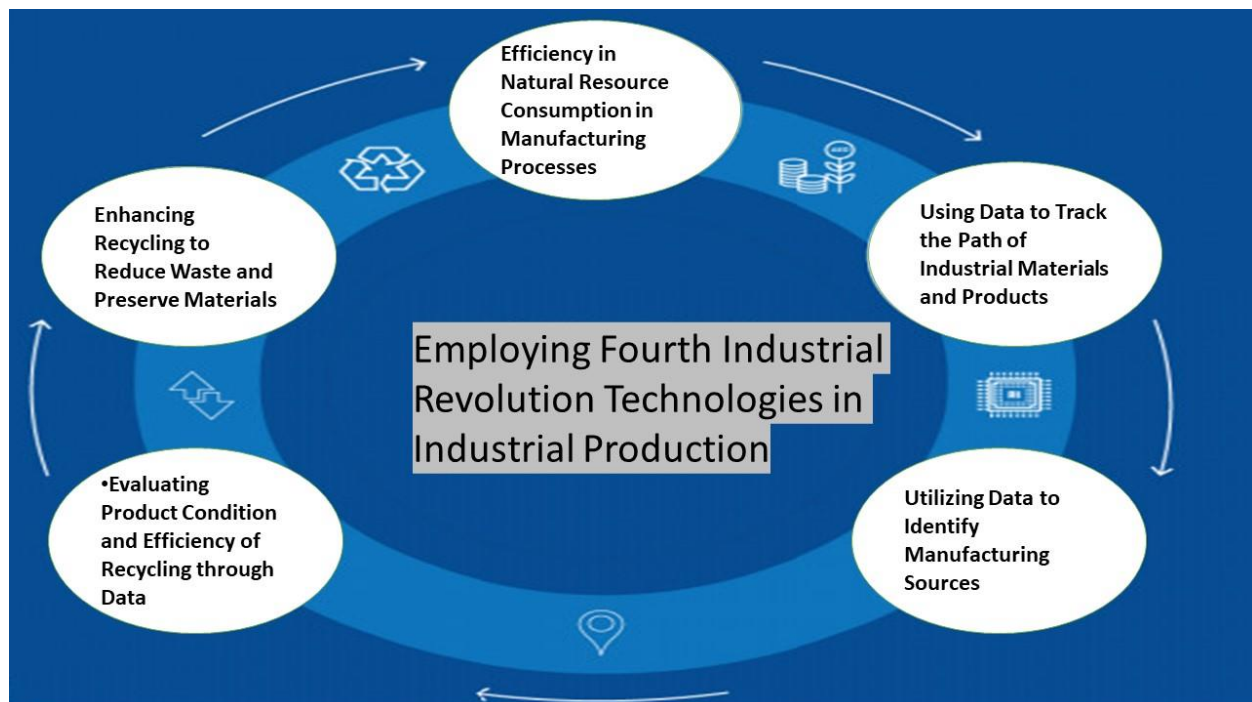 Efficiency in
Natural Resource
Consumption in
Manufacturing
Processes
Enhancing
Recycling to
Reduce Waste and
Preserve Materials
Using Data to Track
the Path of
Industrial Materials
and Products
Employing Fourth Industrial
Revolution Technologies in
Industrial Production
•Evaluating
Product Condition
and Efficiency of
Recycling through
Data
Utilizing Data to
Identify
Manufacturing
Sources